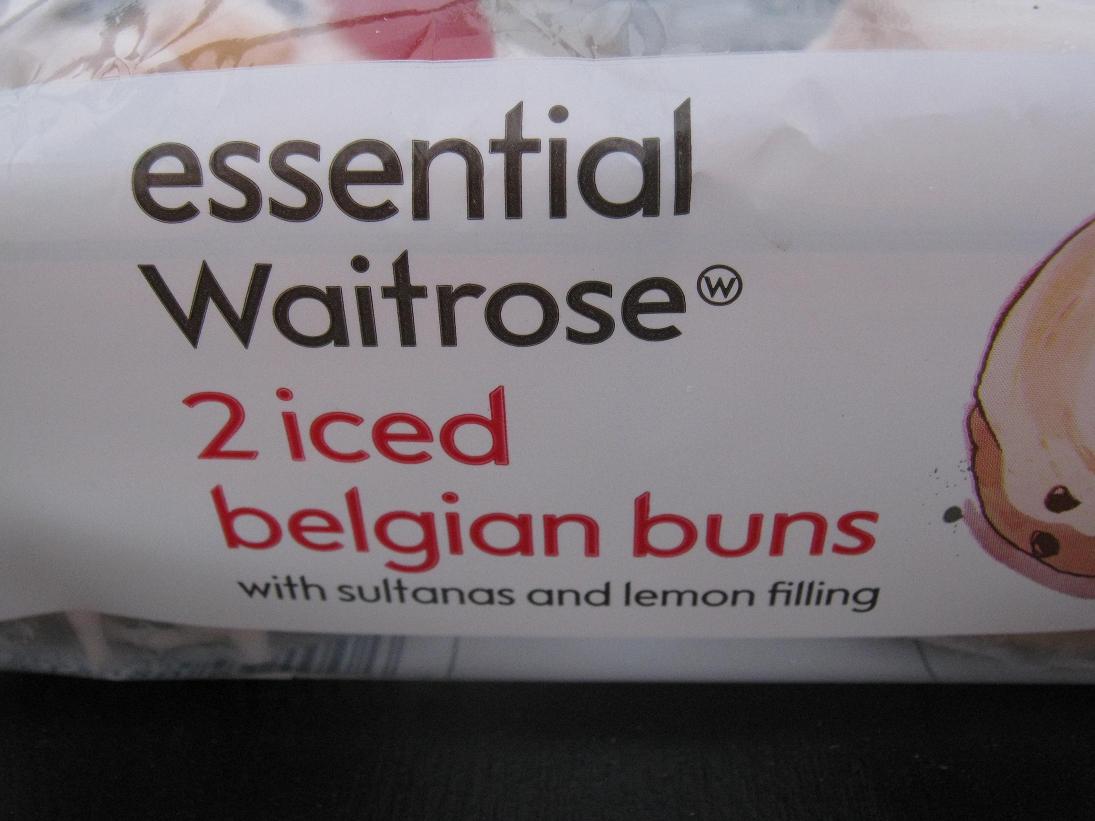 essential
Waitrose Ⓦ
2 iced
belgian buns
with sultanas and lemon filling